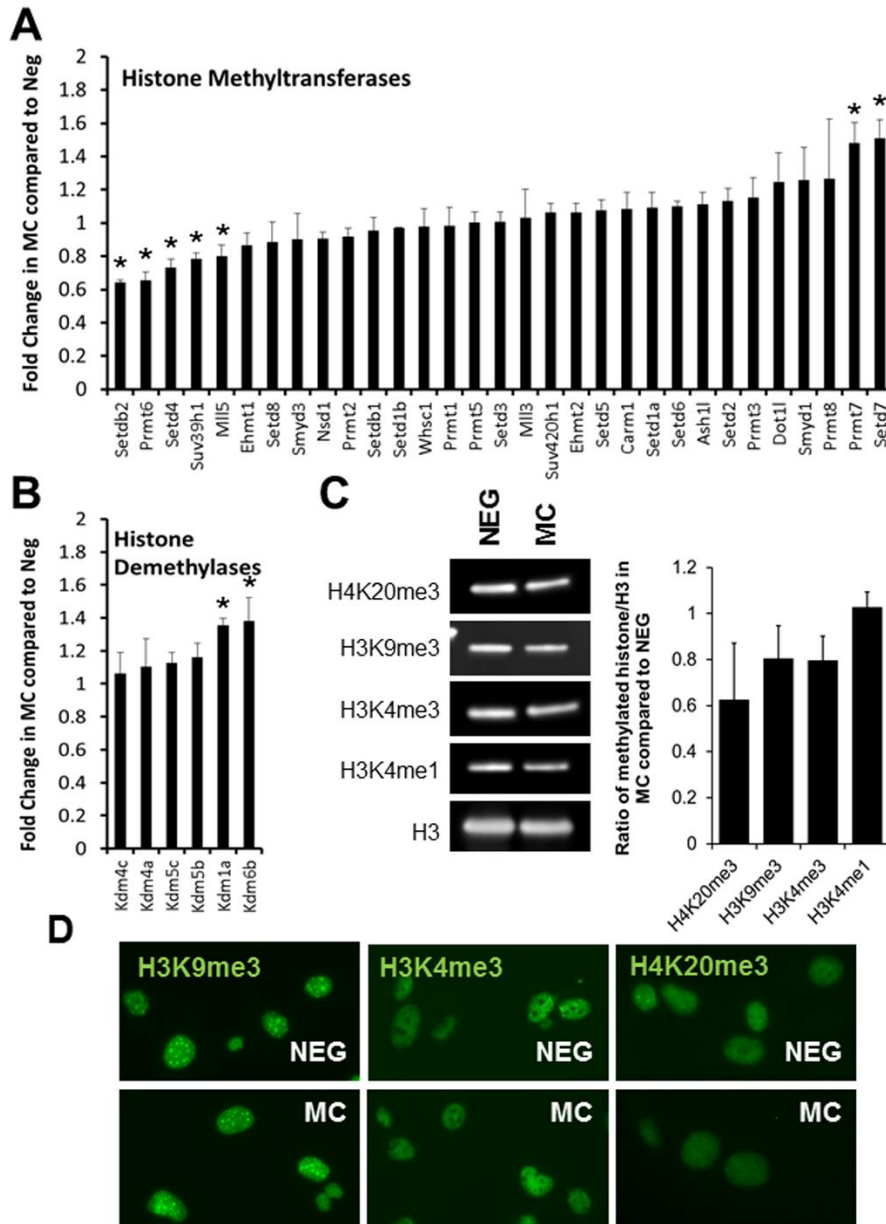 A
Fold Change in MC compared to Neg
2
1.8
1.6
1.4
1.2
1
0.8
0.6
0.4
0.2
0
Histone Methyltransferases
* * * * * * *
Setdb2
Prmt6
Setd4
Suv39h1
Mll5
Ehmt1
Setd8
Smyd3
Nsd1
Prmt2
Setdb1
Setd1b
Whsc1
Prmt1
Prmt5
Setd3
Mll3
Suv420h1
Ehmt2
Setd5
Carm1
Setd1a
Setd6
Ash1l
Setd2
Prmt3
Dot1l
Smyd1
Prmt8
Prmt7
Setd7
B
Fold Change in MC compared to Neg
2
1.8
1.6
1.4
1.2
1
0.8
0.6
0.4
0.2
0
Histone
Demethylases
* *
Kdm4c
Kdm4a
Kdm5c
Kdm5b
Kdm1a
Kdm6b
C
NEG
MC
H4K20me3
H3K9me3
H3K4me3
H3K4me1
H3
Ratio of methylated histone/H3 in
MC compared to NEG
1.2
1
0.8
0.6
0.4
0.2
0
H4K20me3
H3K9me3
H3K4me3
H3K4me1
D
H3K9me3
NEG
H3K4me3
NEG
H4K20me3
NEG
MC
MC
MC